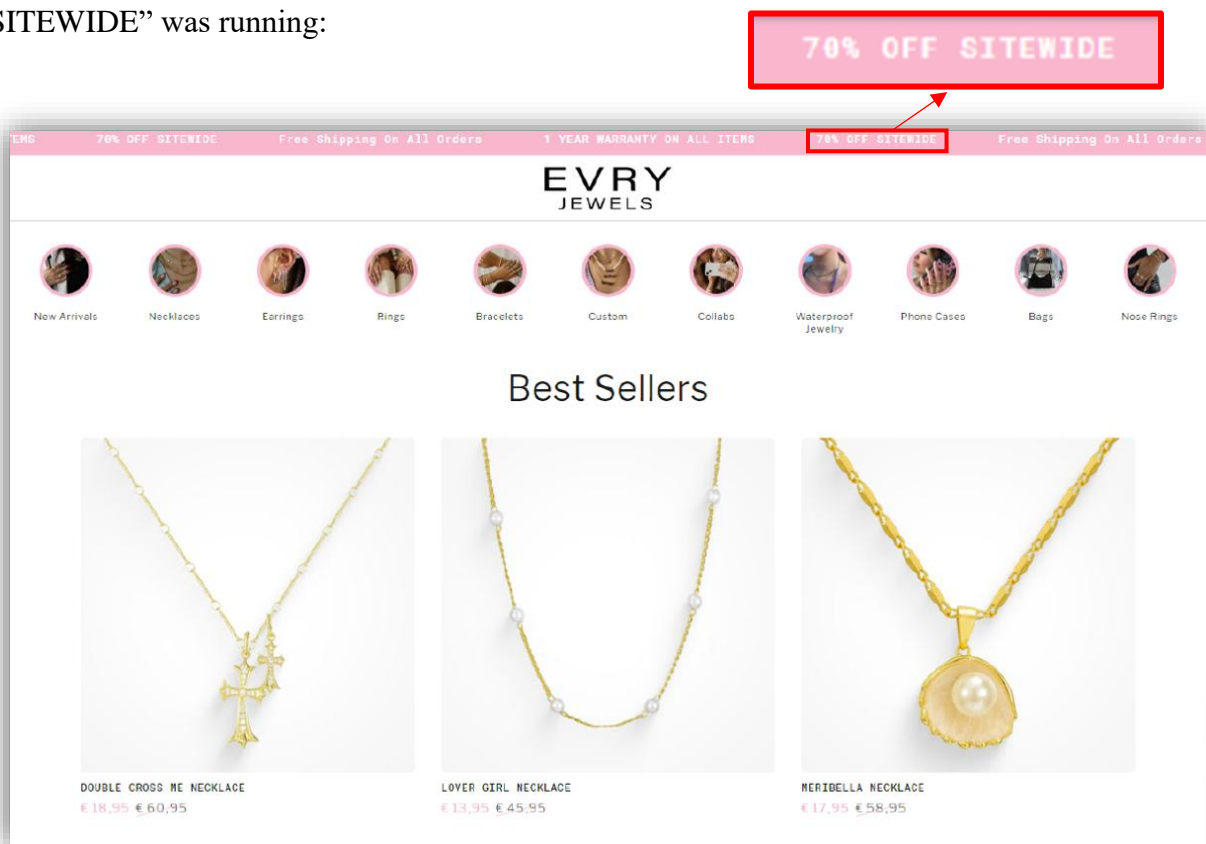 SITEWIDE” was running:
70% OFF SITEWIDE
EMS 70% OFF SITEWIDE Free Shipping On All Orders 1 YEAR WARRANTY ON ALL ITEMS 70% OFF SITEWIDE Free Shipping On All Orders
EVRY
JEWELS
New Arrivals Necklaces Earrings Rings Bracelets Custom Collabs Waterproof Jewelry Phone Cases Bags Nose Rings
Best Sellers
DOUBLE CROSS ME NECKLACE LOVER GIRL NECKLACE MERIBELLA NECKLACE
€18,95 €60,95 €13,95 €45,95 €17,95 €58,95